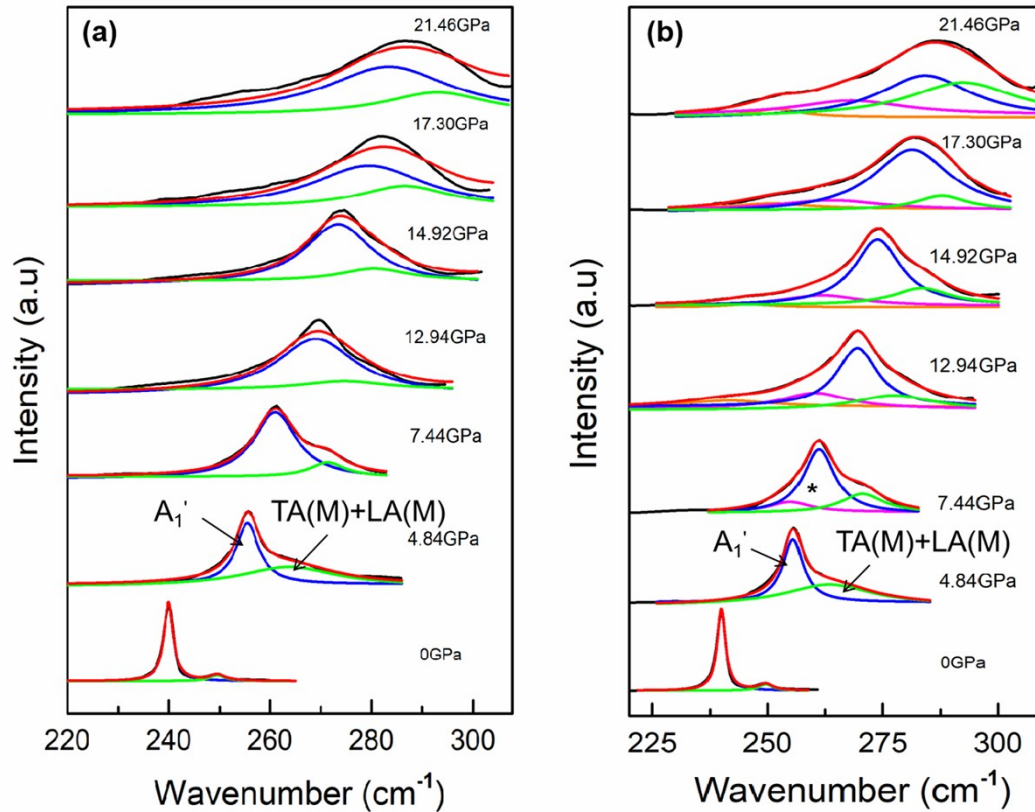 (a)
21.46GPa
17.30GPa
14.92GPa
12.94GPa
7.44GPa
A₁'
TA(M)+LA(M)
4.84GPa
0GPa
Intensity (a.u)
220 240 260 280 300
Wavenumber (cm⁻¹)
(b)
21.46GPa
17.30GPa
14.92GPa
12.94GPa
*
7.44GPa
A₁'
TA(M)+LA(M)
4.84GPa
0GPa
Intensity (a.u)
225 250 275 300
Wavenumber (cm⁻¹)